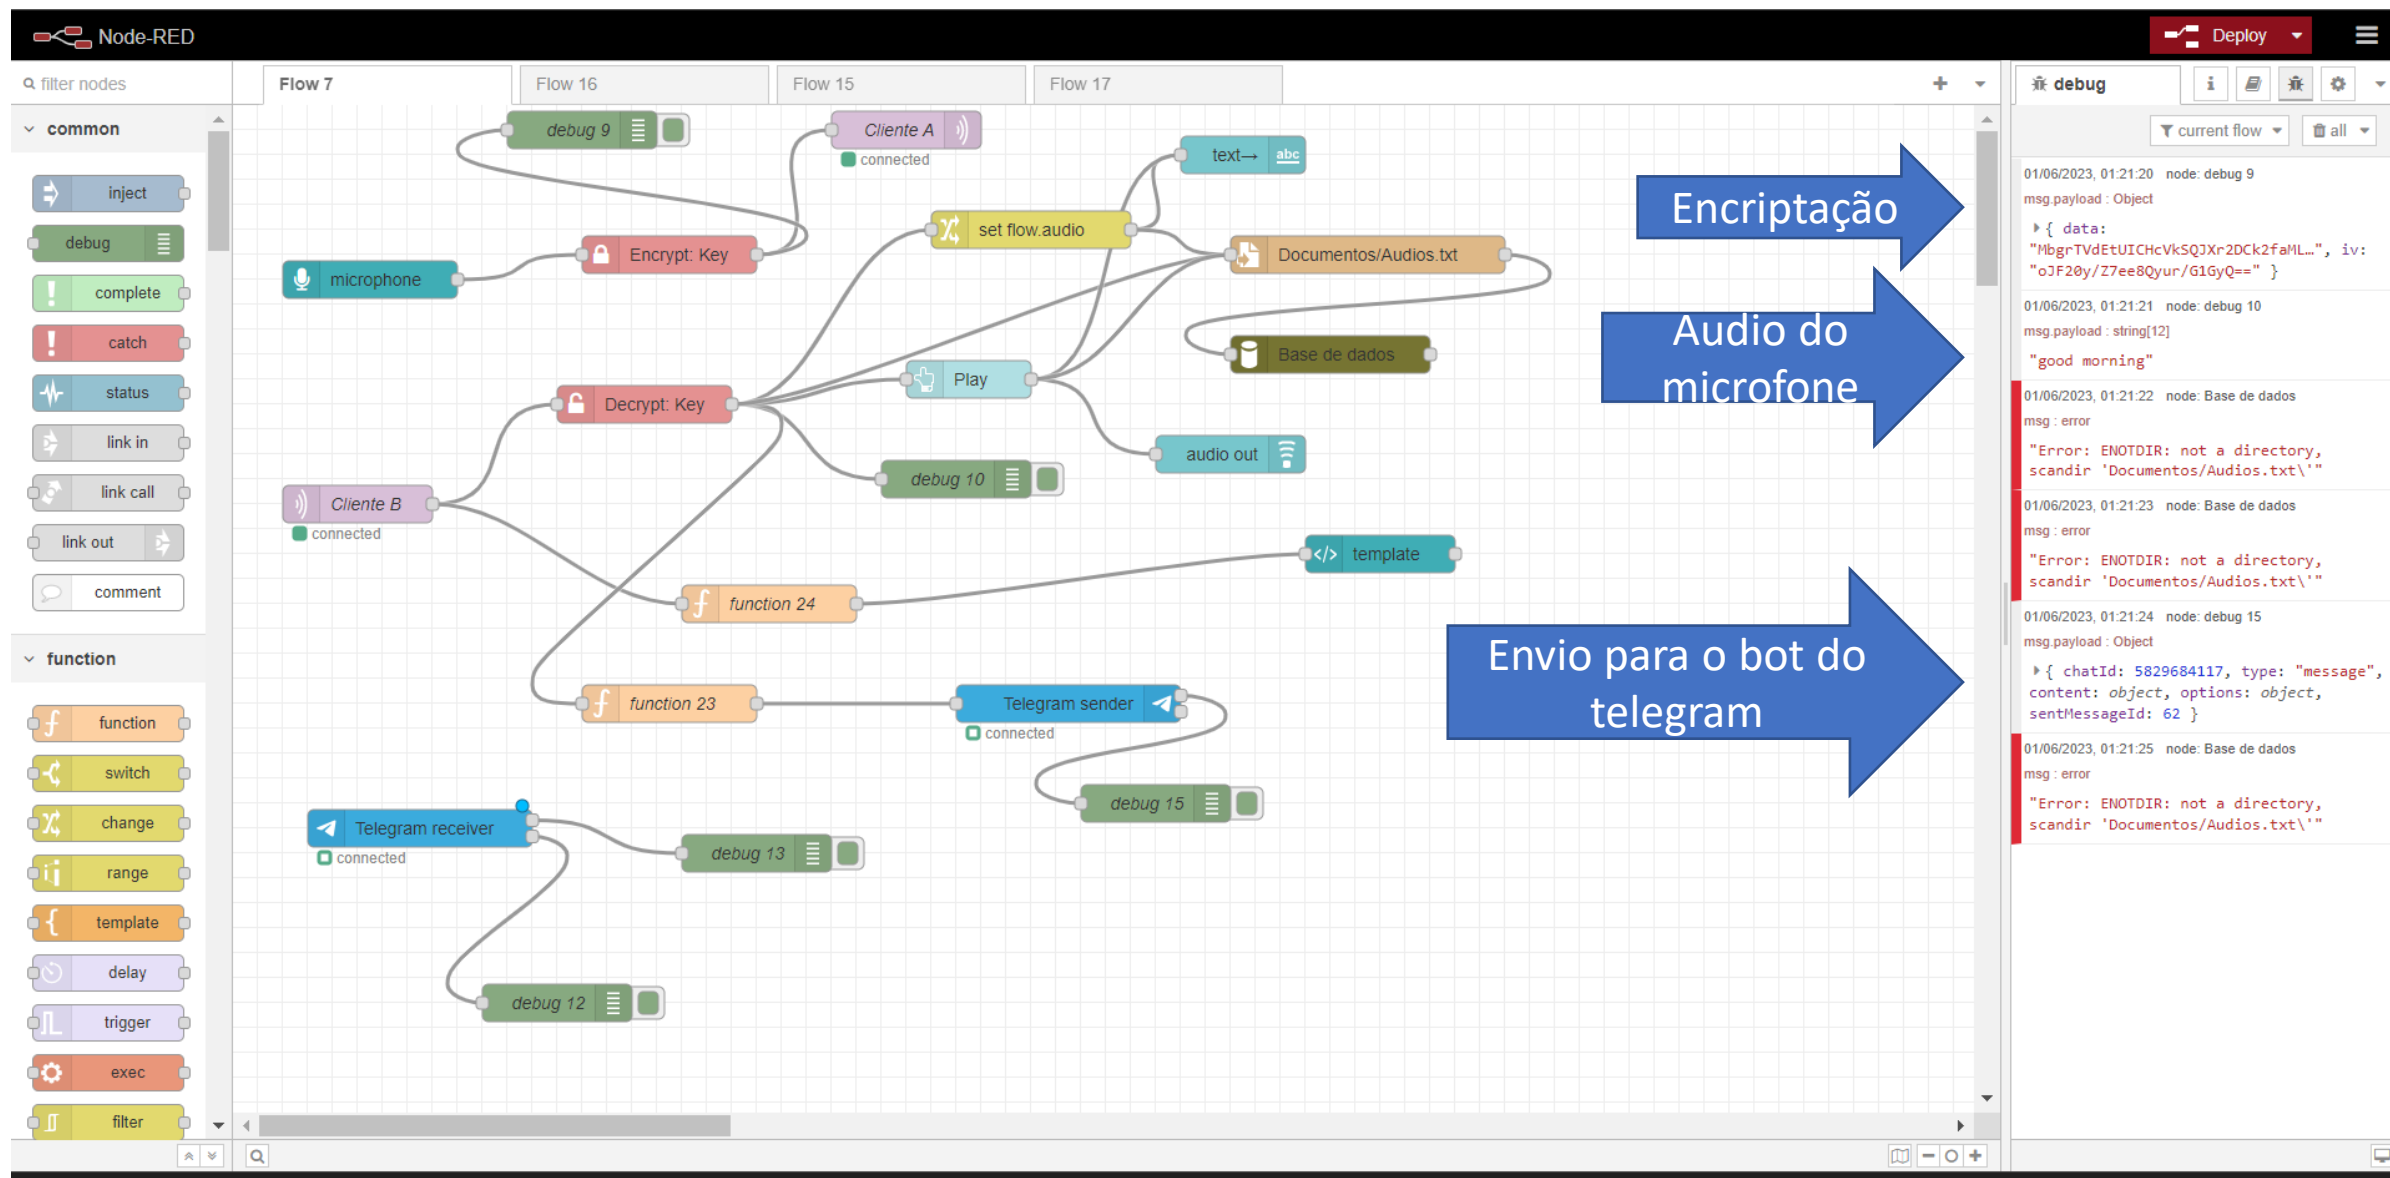 Node-RED
Deploy
filter nodes
Flow 7
Flow 16
Flow 15
Flow 17
debug
i
current flow
all
common
inject
debug
complete
catch
status
link in
link call
link out
comment
function
function
switch
change
range
template
delay
trigger
exec
filter
debug 9
Cliente A
connected
text→ abc
set flow.audio
Encrypt: Key
Documentos/Audios.txt
microphone
Base de dados
Play
Decrypt: Key
audio out
debug 10
Cliente B
connected
template
function 24
function 23
Telegram sender
connected
debug 15
Telegram receiver
connected
debug 13
debug 12
Encriptação
Audio do
microfone
Envio para o bot do
telegram
01/06/2023, 01:21:20 node: debug 9
msg.payload : Object
{ data:
"MbgrTVdEtUICHcVkSQJXr2DCk2faML…", iv:
"oJF20y/Z7ee8Qyur/G1GyQ==" }
01/06/2023, 01:21:21 node: debug 10
msg.payload : string[12]
"good morning"
01/06/2023, 01:21:22 node: Base de dados
msg : error
"Error: ENOTDIR: not a directory,
scandir 'Documentos/Audios.txt\'"
01/06/2023, 01:21:23 node: Base de dados
msg : error
"Error: ENOTDIR: not a directory,
scandir 'Documentos/Audios.txt\'"
01/06/2023, 01:21:24 node: debug 15
msg.payload : Object
{ chatId: 5829684117, type: "message",
content: object, options: object,
sentMessageId: 62 }
01/06/2023, 01:21:25 node: Base de dados
msg : error
"Error: ENOTDIR: not a directory,
scandir 'Documentos/Audios.txt\'"